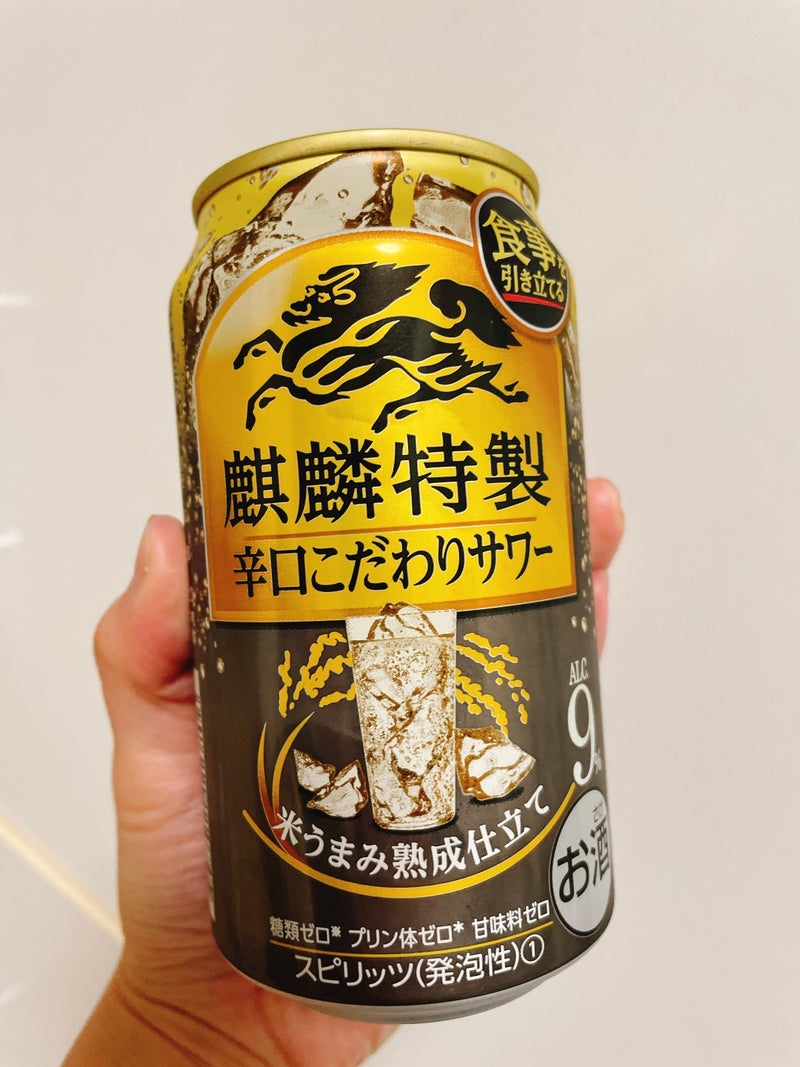 食事を
引き立てる
麒麟特製
辛口こだわりサワー
ALC.
9%
米うまみ熟成仕立て
ゼロ
お酒
糖類ゼロ※ プリン体ゼロ* 甘味料ゼロ
スピリッツ(発泡性)①